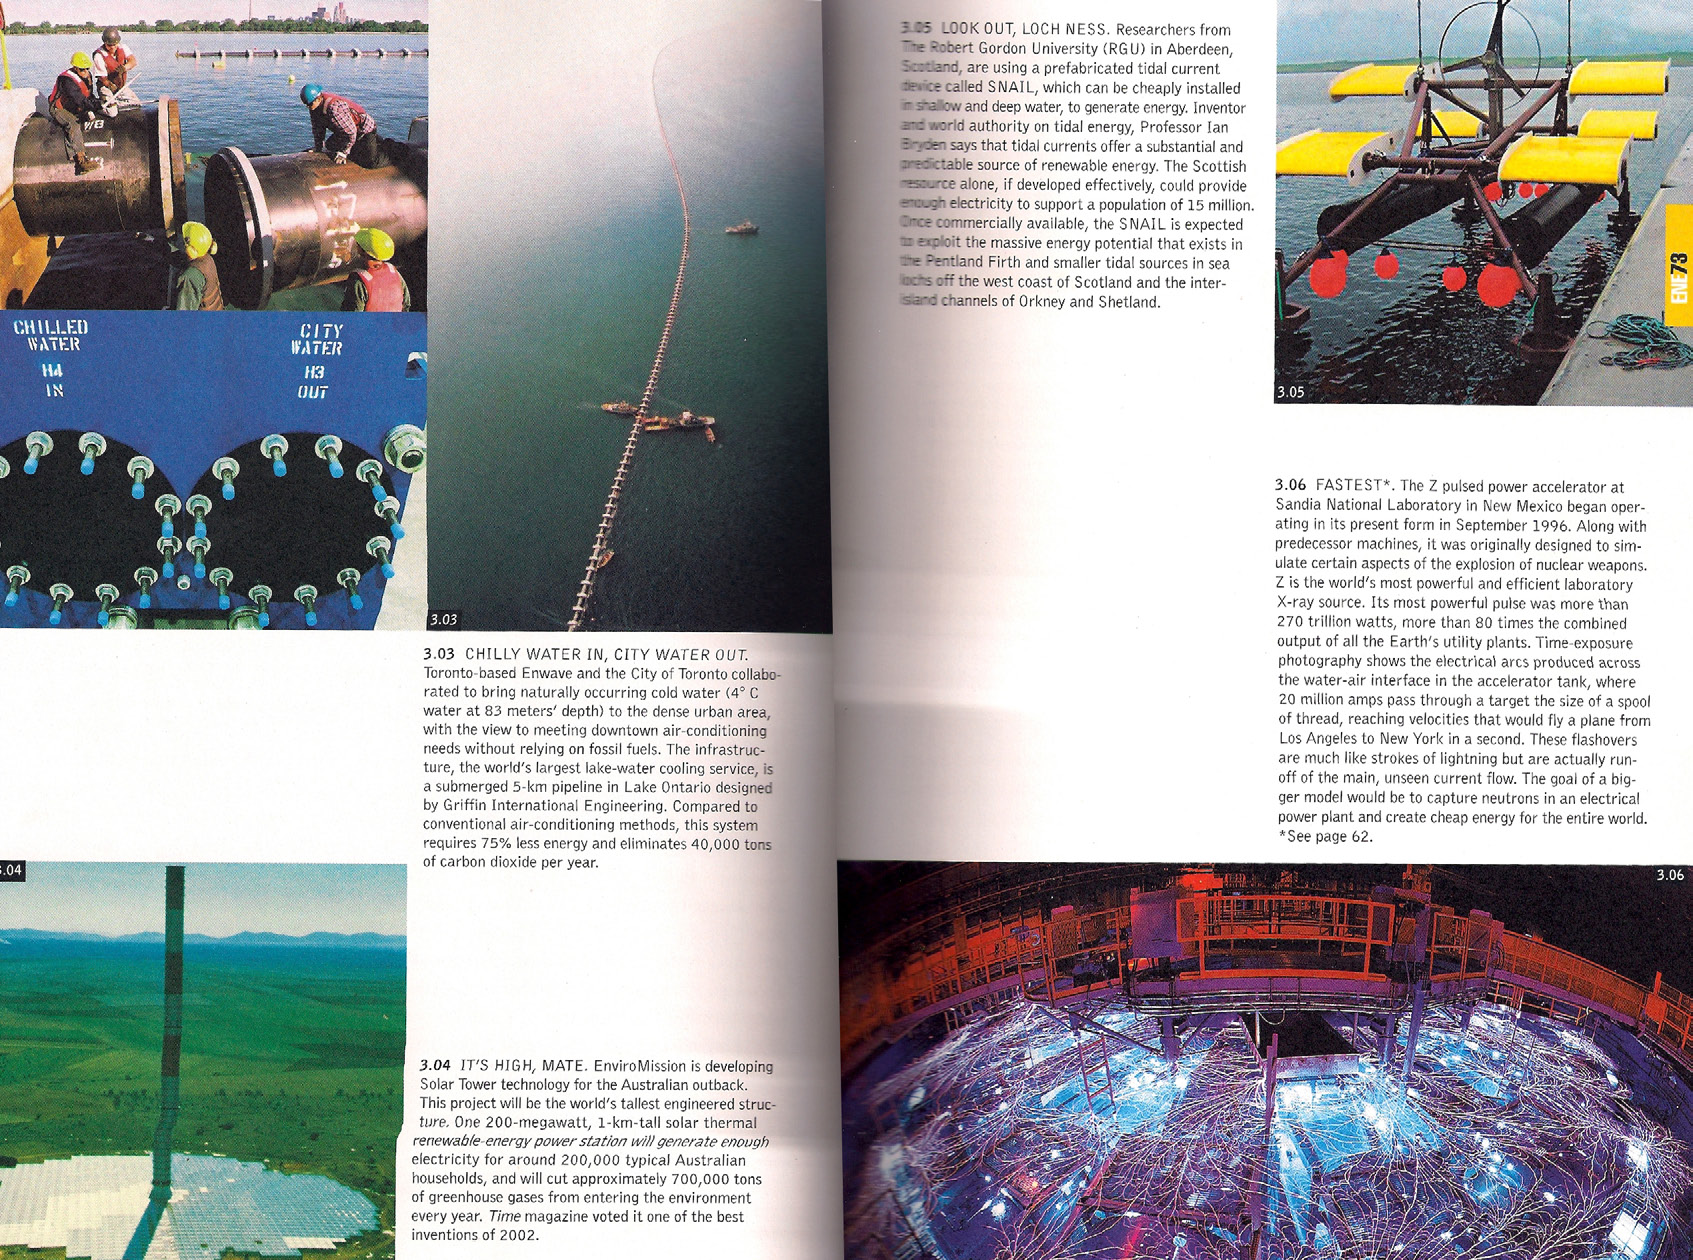 CHILLED
WATER
H4
IN
CITY
WATER
H3
OUT
3.03
3.03 CHILLY WATER IN, CITY WATER OUT.
Toronto-based Enwave and the City of Toronto collabo-
rated to bring naturally occurring cold water (4° C
water at 83 meters' depth) to the dense urban area,
with the view to meeting downtown air-conditioning
needs without relying on fossil fuels. The infrastruc-
ture, the world's largest lake-water cooling service, is
a submerged 5-km pipeline in Lake Ontario designed
by Griffin International Engineering. Compared to
conventional air-conditioning methods, this system
requires 75% less energy and eliminates 40,000 tons
of carbon dioxide per year.
3.04
3.04 IT'S HIGH, MATE. EnviroMission is developing
Solar Tower technology for the Australian outback.
This project will be the world's tallest engineered struc-
ture. One 200-megawatt, 1-km-tall solar thermal
renewable-energy power station will generate enough
electricity for around 200,000 typical Australian
households, and will cut approximately 700,000 tons
of greenhouse gases from entering the environment
every year. Time magazine voted it one of the best
inventions of 2002.
3.05 LOOK OUT, LOCH NESS. Researchers from
The Robert Gordon University (RGU) in Aberdeen,
Scotland, are using a prefabricated tidal current
device called SNAIL, which can be cheaply installed
in shallow and deep water, to generate energy. Inventor
and world authority on tidal energy, Professor Ian
Bryden says that tidal currents offer a substantial and
predictable source of renewable energy. The Scottish
resource alone, if developed effectively, could provide
enough electricity to support a population of 15 million.
Once commercially available, the SNAIL is expected
to exploit the massive energy potential that exists in
the Pentland Firth and smaller tidal sources in sea
lochs off the west coast of Scotland and the inter-
island channels of Orkney and Shetland.
3.05
ENE73
3.06 FASTEST*. The Z pulsed power accelerator at
Sandia National Laboratory in New Mexico began oper-
ating in its present form in September 1996. Along with
predecessor machines, it was originally designed to sim-
ulate certain aspects of the explosion of nuclear weapons.
Z is the world's most powerful and efficient laboratory
X-ray source. Its most powerful pulse was more than
270 trillion watts, more than 80 times the combined
output of all the Earth's utility plants. Time-exposure
photography shows the electrical arcs produced across
the water-air interface in the accelerator tank, where
20 million amps pass through a target the size of a spool
of thread, reaching velocities that would fly a plane from
Los Angeles to New York in a second. These flashovers
are much like strokes of lightning but are actually run-
off of the main, unseen current flow. The goal of a big-
ger model would be to capture neutrons in an electrical
power plant and create cheap energy for the entire world.
*See page 62.
3.06